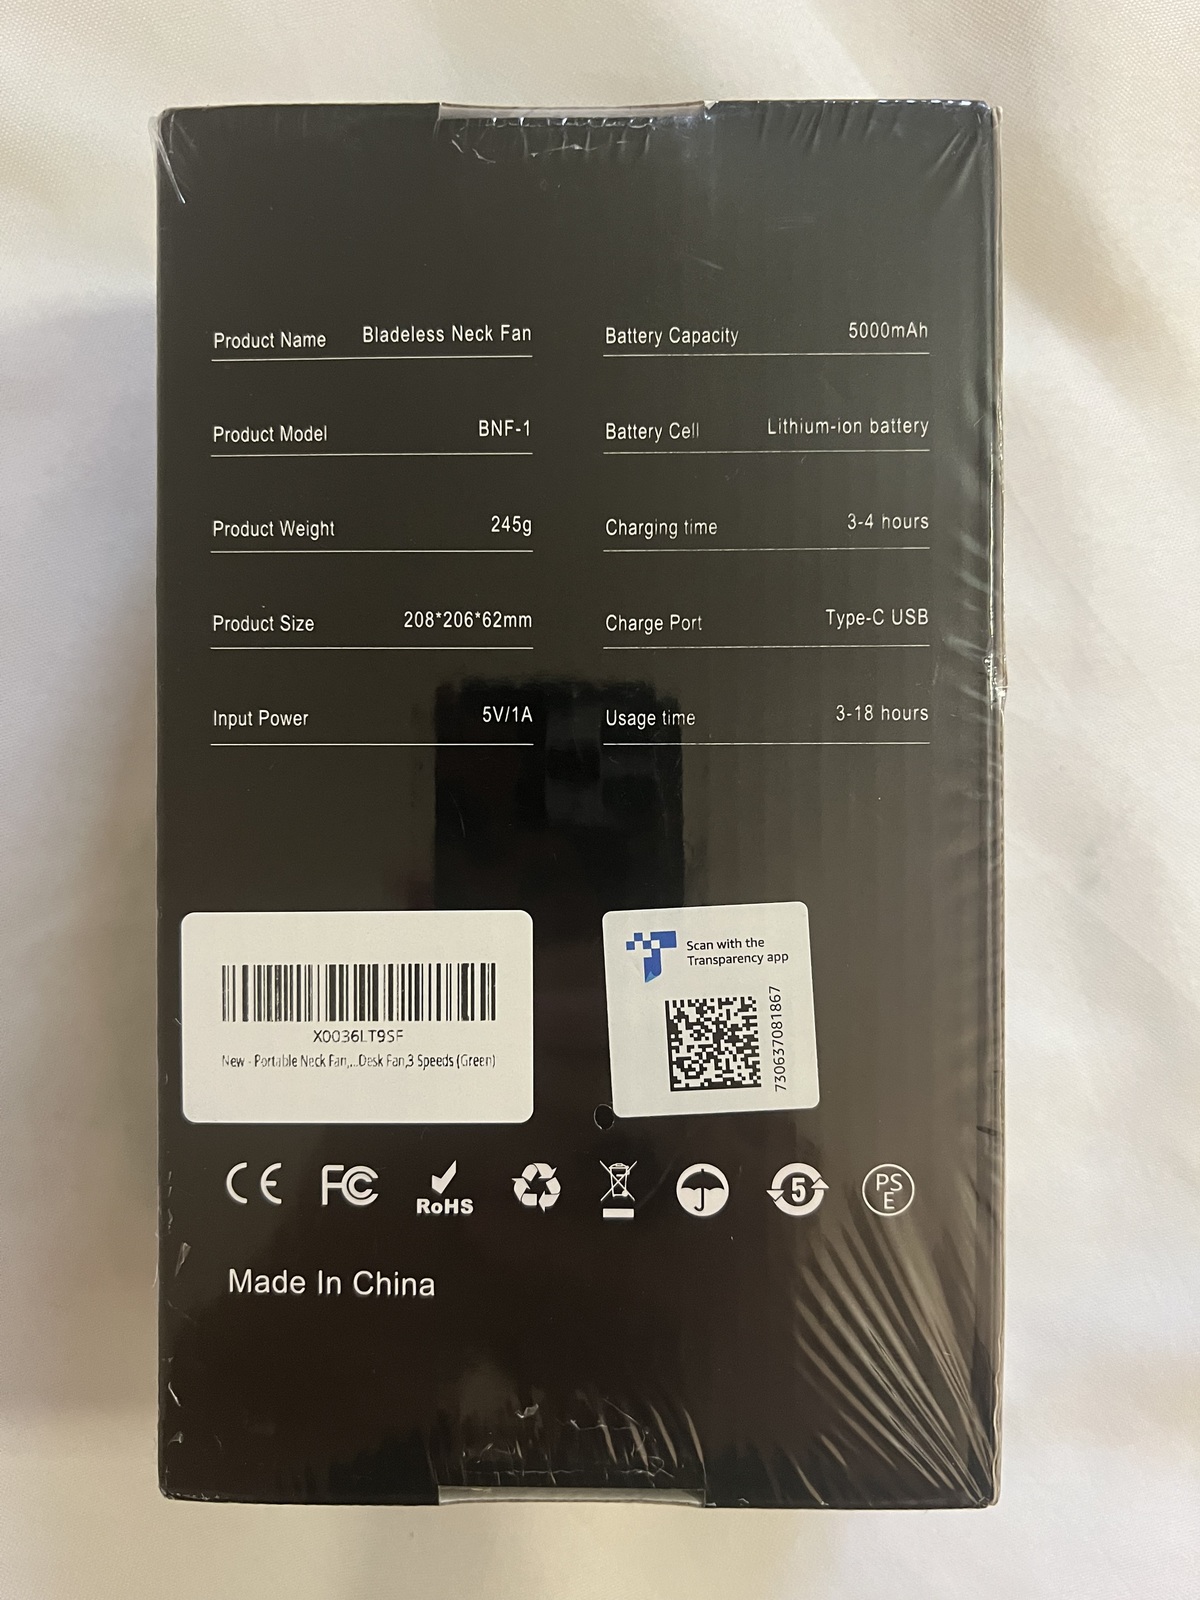 Product Name Bladeless Neck Fan
Product Model BNF-1
Product Weight 245g
Product Size 208*206*62mm
Input Power 5V/1A
Battery Capacity 5000mAh
Battery Cell Lithium-ion battery
Charging time 3-4 hours
Charge Port Type-C USB
Usage time 3-18 hours
X0036LT9SF
New - Portable Neck Fan,...Desk Fan,3 Speeds (Green)
Scan with the
Transparency app
730637081867
CE FC RoHS 5 PS
E
Made In China